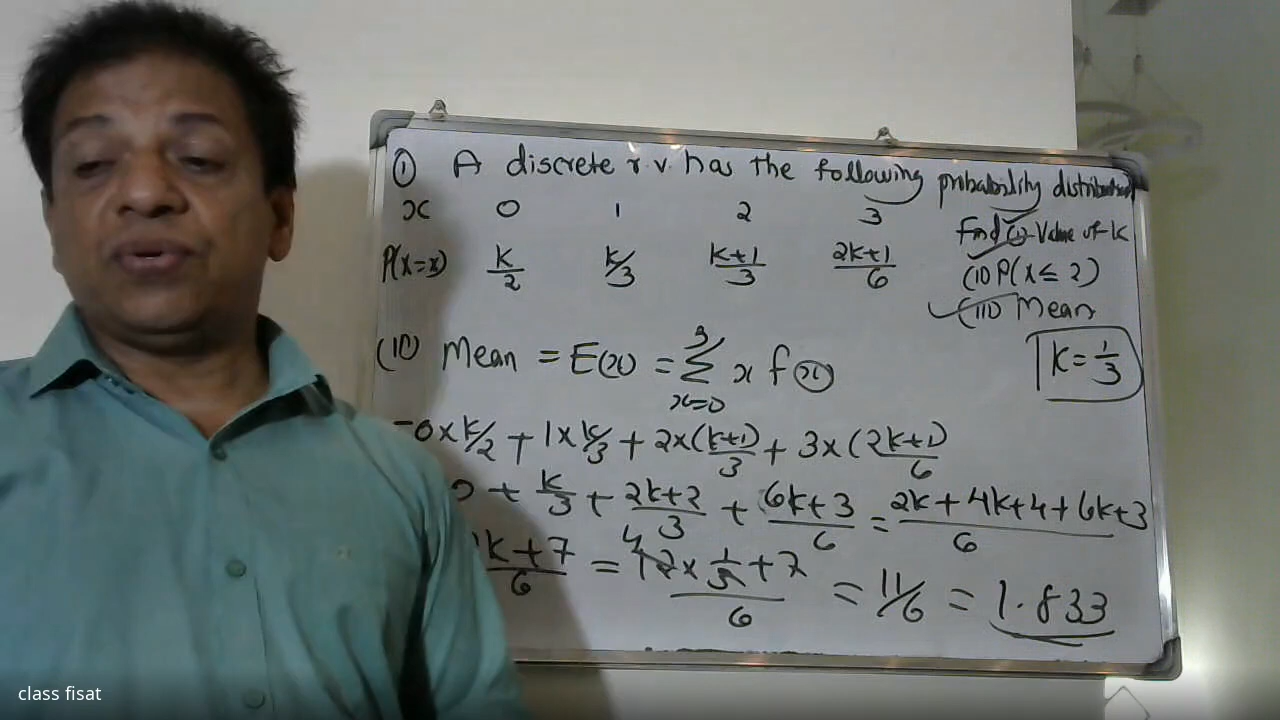 ① A discrete r.v. has the following probability distribution
x 0 1 2 3
P(X=x) k/2 k/3 k+1/3 2k+1/6
Find (i) Value of k
(ii) P(x ≤ 2)
(iii) Mean
k = 1/3
(iii) Mean = E(x) = Σ x=0 3 x f(x)
= 0 x k/2 + 1 x k/3 + 2 x (k+1)/3 + 3 x (2k+1)/6
0 + k/3 + 2k+2/3 + 6k+3/6 = 2k + 4k+4 + 6k+3/6
k+7/6 = 12 4 x 1/3 + 7/6 = 11/6 = 1.833
class fisat